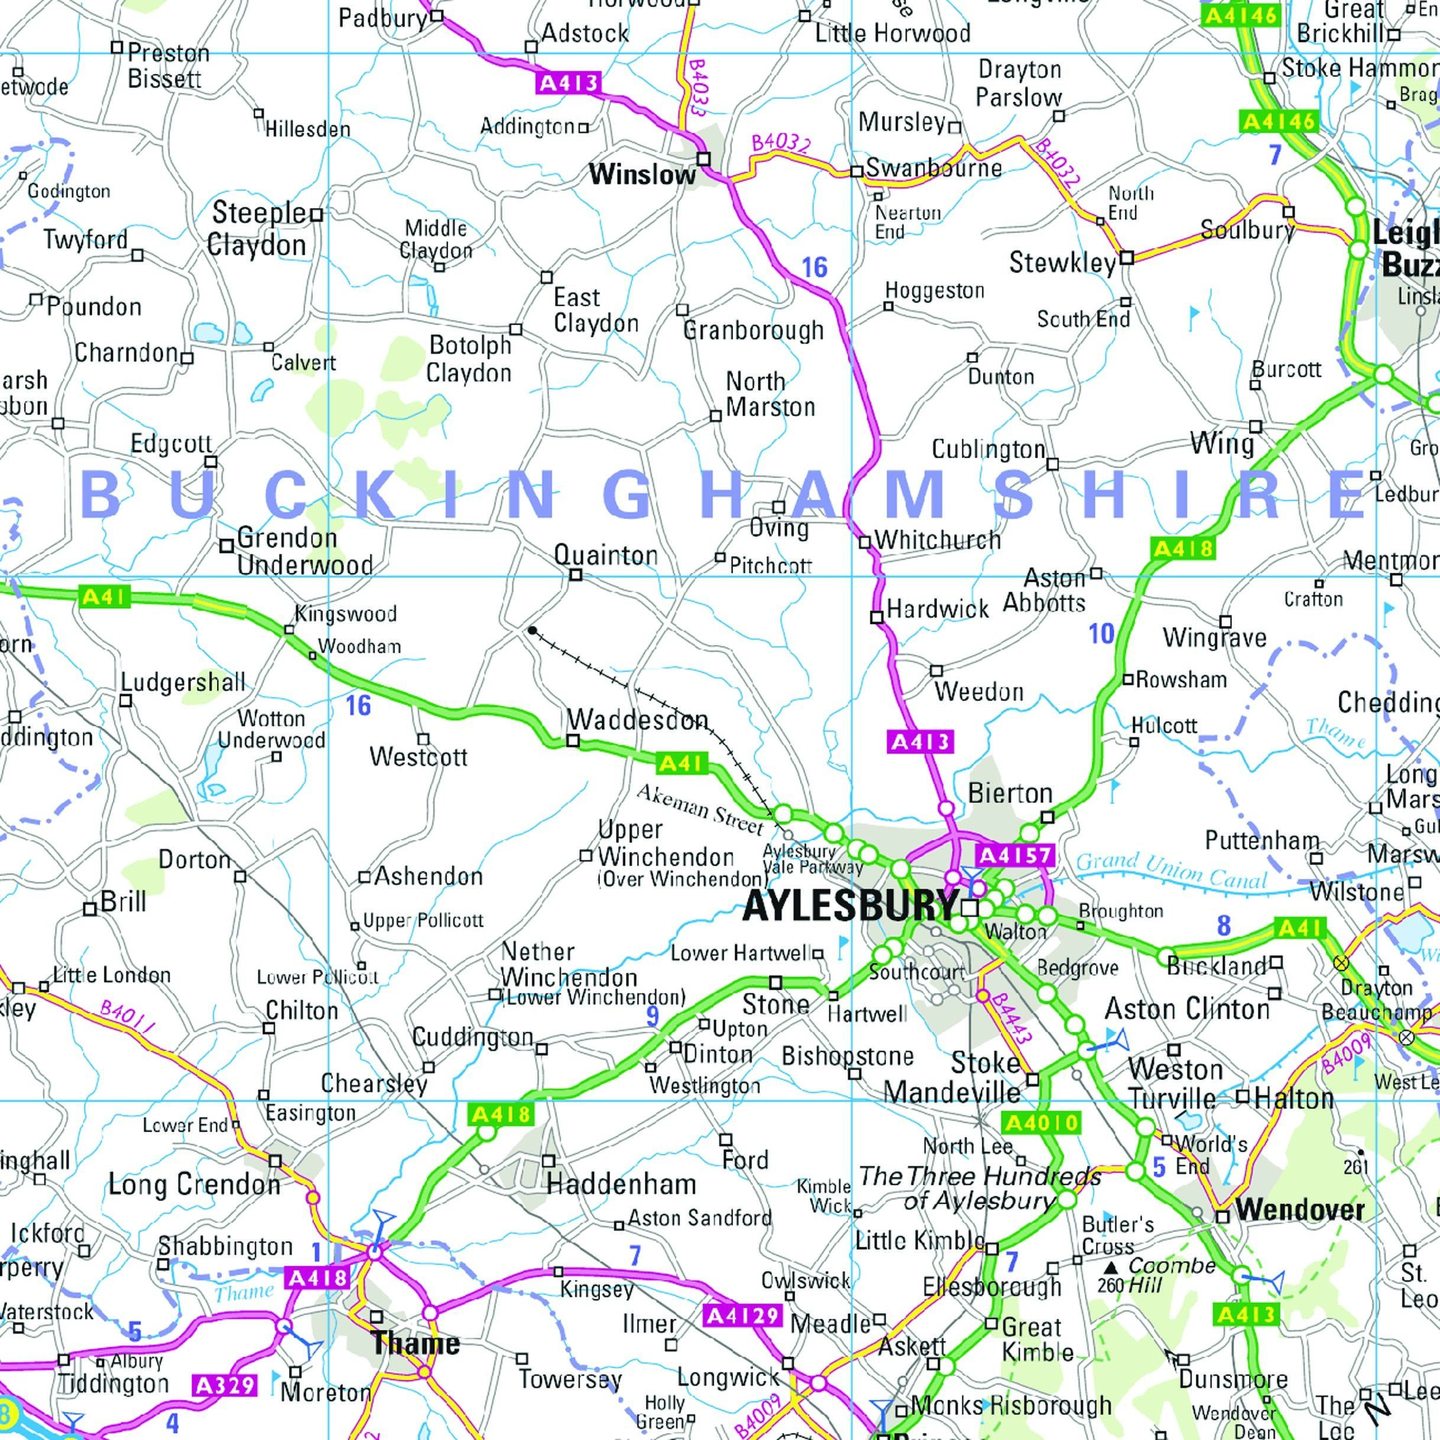 Padbury
Horwood
Adstock
Little Horwood
A4146
Great
Brickhill
Preston
Bissett
Stoke Hammon
etwode
A413
B4033
Drayton
Parslow
Brag
Hillesden
Addington
Mursley
A4146
7
B4032
B4032
Winslow
Swanbourne
Godington
Steeple
Claydon
Nearton
End
North
End
Twyford
Middle
Claydon
Soulbury
Leigh
Buzz
Stewkley
16
Poundon
East
Claydon
Hoggeston
Linsla
South End
Granborough
Charndon
Calvert
Botolph
Claydon
arsh
bbon
North
Marston
Dunton
Burcott
Edgcott
Cublington
Wing
BUCKINGHAMSHIRE
Ledbur
Oving
Grendon
Underwood
Quainton
Pitchcott
Whitchurch
A418
Mentmor
A41
Kingswood
Woodham
Hardwick
Aston
Abbotts
Crafton
10
Wingrave
Ludgershall
Weedon
Rowsham
16
Wotton
Underwood
Waddesdon
Cheddin
ddington
Westcott
A413
Hulcott
Thame
A41
Akeman Street
Bierton
Long
Mars
Upper
Winchendon
(Over Winchendon)
Aylesbury
Vale Parkway
A4157
Puttenham
Gul
Dorton
Ashendon
Grand Union Canal
Marsw
Wilstone
Brill
AYLESBURY
Upper Pollicott
Walton
Broughton
8
A41
Nether
Winchendon
(Lower Winchendon)
Lower Hartwell
Southcourt
Bedgrove
Buckland
Little London
Lower Pollicott
Stone
Drayton
Beauchamp
kley
B4011
Chilton
9
Hartwell
B4443
Aston Clinton
Cuddington
Upton
Dinton
Bishopstone
Stoke
Mandeville
Weston
Turville
B4009
Chearsley
Westlington
West Le
Easington
A418
A4010
Halton
Lower End
North Lee
World's
End
inghall
Long Crendon
Ford
The Three Hundreds
of Aylesbury
5
261
Haddenham
Kimble
Wick
Wendover
Ickford
Shabbington
1
Aston Sandford
Little Kimble
Butler's
Cross
rperry
A418
7
7
Coombe
Hill
260
Thame
Kingsey
Owlswick
Ellesborough
St.
Leo
Waterstock
5
A4129
Meadle
Great
Kimble
A413
Thame
Ilmer
Askett
Albury
Tiddington
A329
Moreton
Towersey
Longwick
Dunsmore
The
Lee
Lee
4
Holly
Green
B4009
Monks Risborough
Wendover
Dean
8